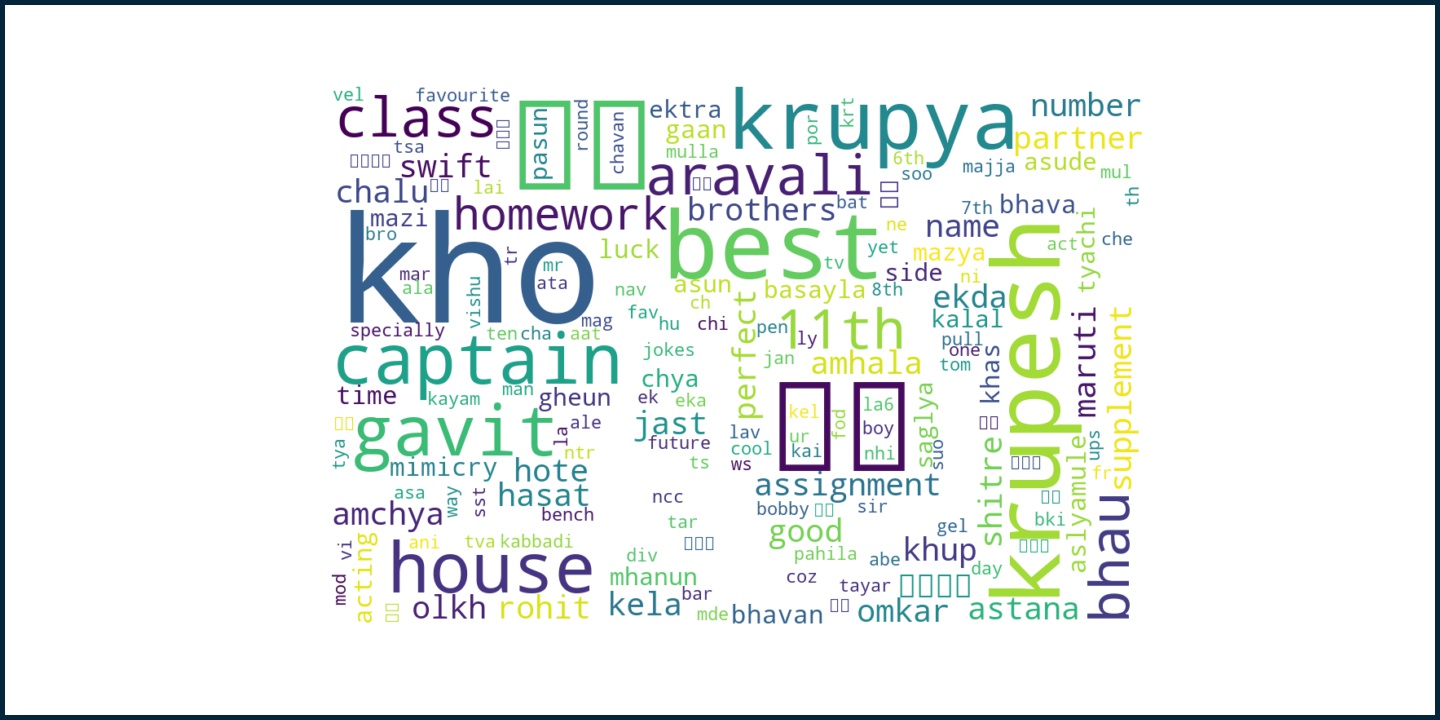 vel favourite
class pasun round chavan ektra krupya por krt number
gaan partner
tsa mulla
swift aravali 6th soo majja asude mul
chalu lai th
mazi homework brothers bat 7th bhava
bro ne name
kho luck best yet act che
tr tv mazya tyachi
mar mr side ni
ala ata asun basayla 8th krupesh
vishu nav ch ekda
fav perfect 11th kalal
specially ten cha aat mag hu chi pen ly pull maruti supplement
captain jokes jan one khas
amhala tom
chya
time kayam man gheun ek eka
gavit la ale jast kel la6 saglya
future lav ur fod boy
tya ntr cool kai nhi suo ups
mimicry hote ts ws shitre aslyamule fr
asa way sst hasat ncc assignment
amchya bench bobby sir bki bhau
tar good gel
vi acting ani tva kabbadi div pahila abe khup
mod house mhanun coz tayar day
olkh rohit kela bar mde bhavan omkar astana